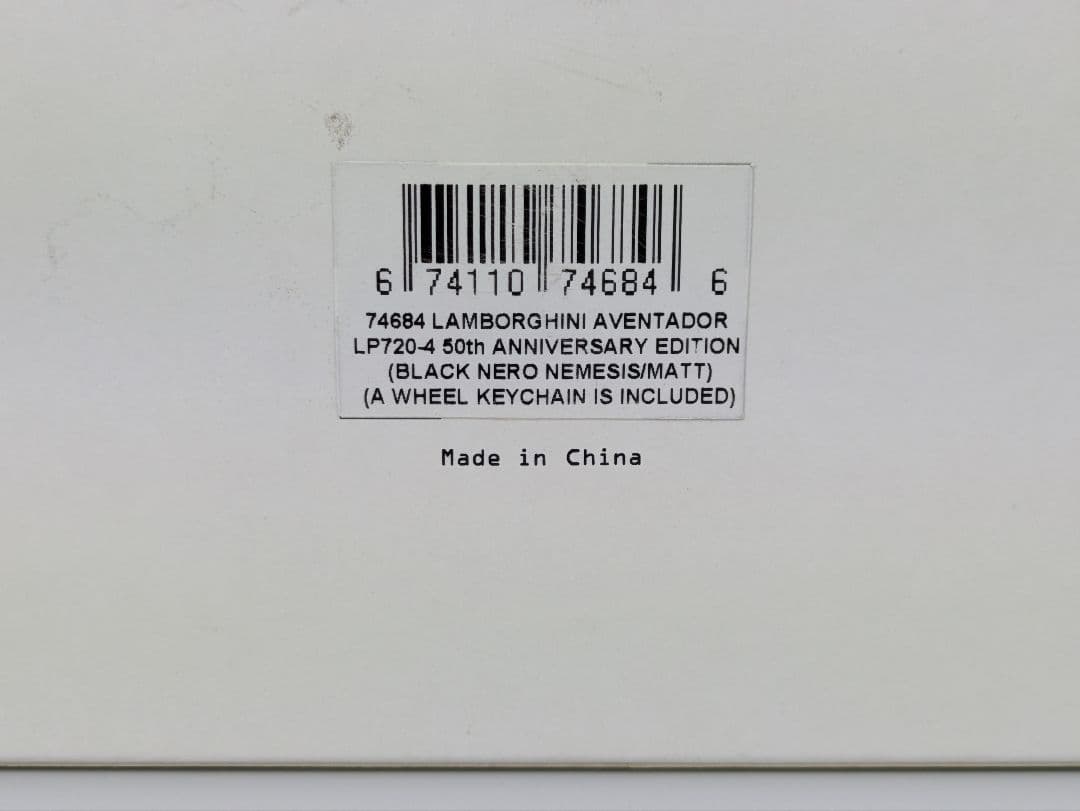 6 74110 74684 6
74684 LAMBORGHINI AVENTADOR
LP720-4 50th ANNIVERSARY EDITION
(BLACK NERO NEMESIS/MATT)
(A WHEEL KEYCHAIN IS INCLUDED)
Made in China